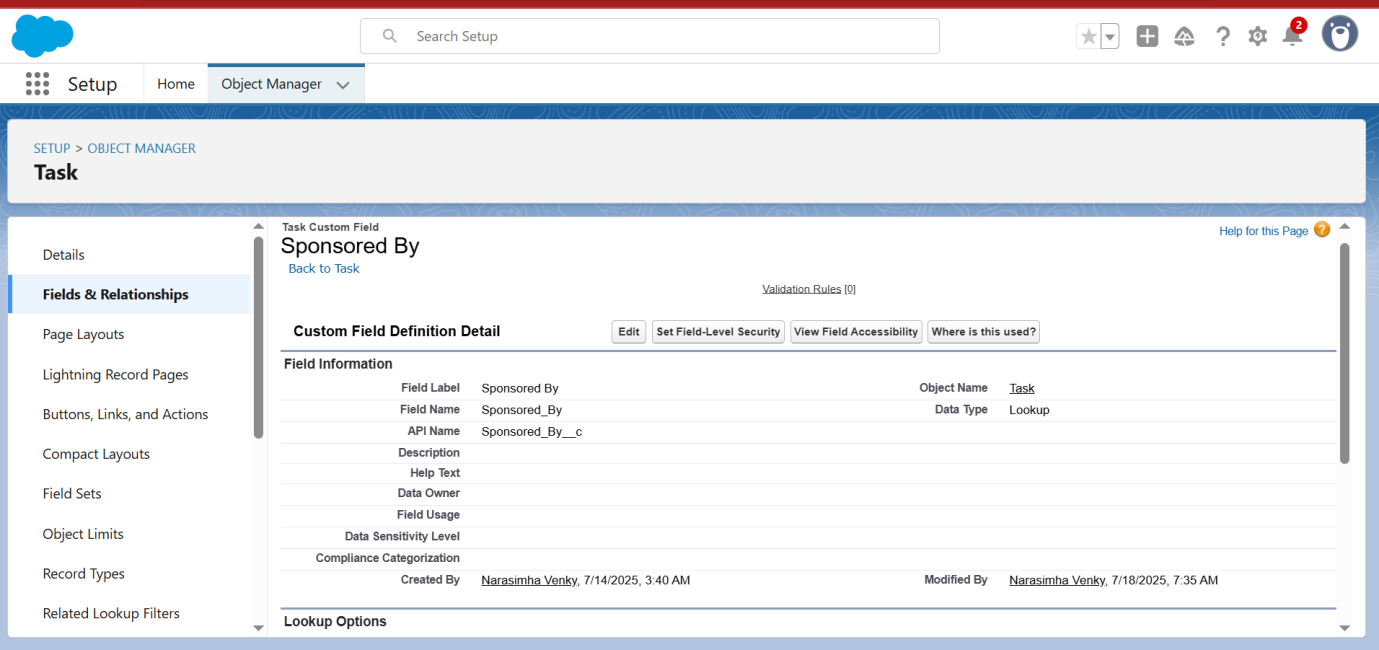 Search Setup
2
Setup
Home
Object Manager
SETUP > OBJECT MANAGER
Task
Details
Fields & Relationships
Page Layouts
Lightning Record Pages
Buttons, Links, and Actions
Compact Layouts
Field Sets
Object Limits
Record Types
Related Lookup Filters
Task Custom Field
Sponsored By
Back to Task
Help for this Page ?
Validation Rules [0]
Custom Field Definition Detail Edit Set Field-Level Security View Field Accessibility Where is this used?
Field Information
Field Label Sponsored By Object Name Task
Field Name Sponsored_By Data Type Lookup
API Name Sponsored_By__c
Description
Help Text
Data Owner
Field Usage
Data Sensitivity Level
Compliance Categorization
Created By Narasimha Venky, 7/14/2025, 3:40 AM Modified By Narasimha Venky, 7/18/2025, 7:35 AM
Lookup Options